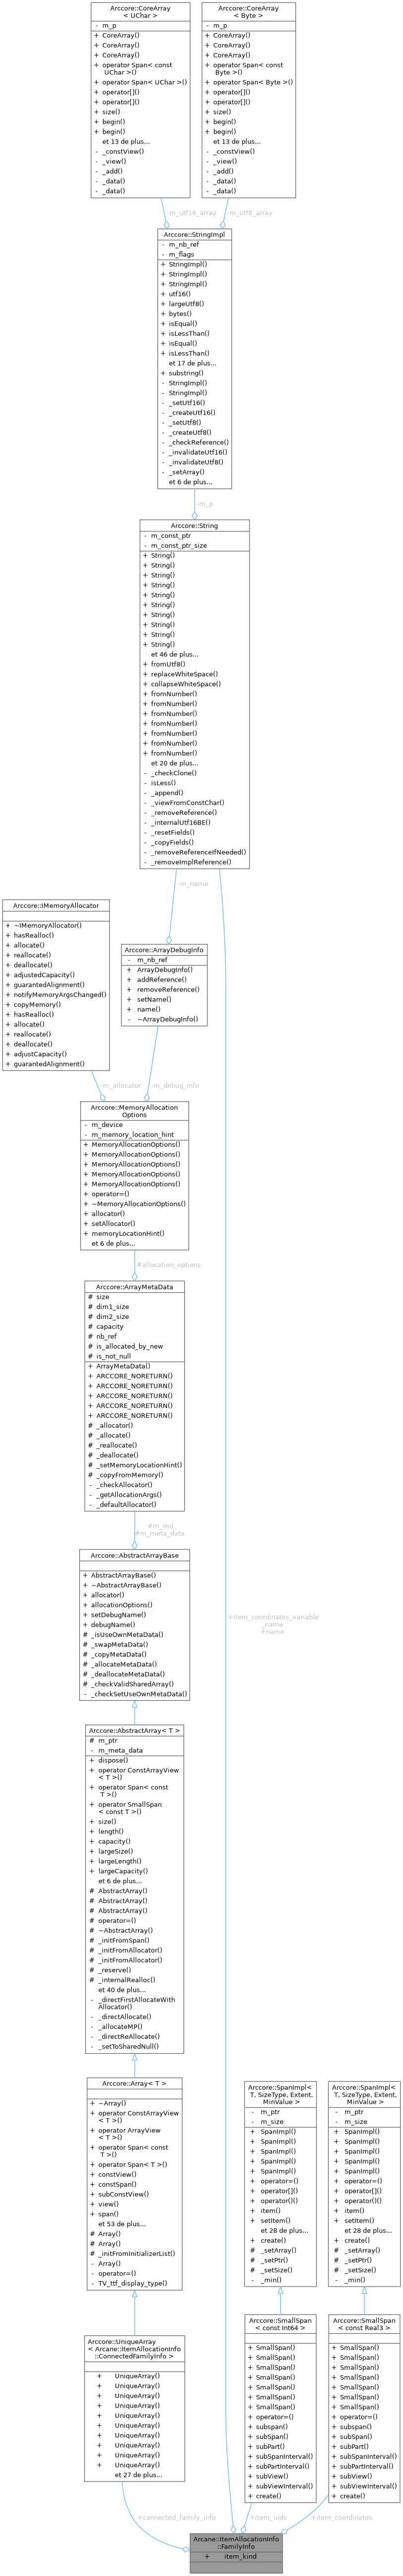 Arccore::CoreArray
< UChar >
- m_p
+ CoreArray()
+ CoreArray()
+ CoreArray()
+ operator Span< const
UChar >()
+ operator Span< UChar >()
+ operator[]()
+ operator[]()
+ size()
+ begin()
+ begin()
et 13 de plus...
- _constView()
- _view()
- _add()
- _data()
- _data()
Arccore::CoreArray
< Byte >
- m_p
+ CoreArray()
+ CoreArray()
+ CoreArray()
+ operator Span< const
Byte >()
+ operator Span< Byte >()
+ operator[]()
+ operator[]()
+ size()
+ begin()
+ begin()
et 13 de plus...
- _constView()
- _view()
- _add()
- _data()
- _data()
-m_utf16_array
-m_utf8_array
Arccore::StringImpl
- m_nb_ref
- m_flags
+ StringImpl()
+ StringImpl()
+ StringImpl()
+ utf16()
+ largeUtf8()
+ bytes()
+ isEqual()
+ isLessThan()
+ isEqual()
+ isLessThan()
et 17 de plus...
+ substring()
- StringImpl()
- StringImpl()
- _setUtf16()
- _createUtf16()
- _setUtf8()
- _createUtf8()
- _checkReference()
- _invalidateUtf16()
- _invalidateUtf8()
- _setArray()
et 6 de plus...
-m_p
Arccore::String
- m_const_ptr
- m_const_ptr_size
+ String()
+ String()
+ String()
+ String()
+ String()
+ String()
+ String()
+ String()
+ String()
+ String()
et 46 de plus...
+ fromUtf8()
+ replaceWhiteSpace()
+ collapseWhiteSpace()
+ fromNumber()
+ fromNumber()
+ fromNumber()
+ fromNumber()
+ fromNumber()
+ fromNumber()
+ fromNumber()
et 20 de plus...
- _checkClone()
- isLess()
- _append()
- _viewFromConstChar()
- _removeReference()
- _internalUtf16BE()
- _resetFields()
- _copyFields()
- _removeReferenceIfNeeded()
- _removeImplReference()
-m_name
Arccore::IMemoryAllocator
+ ~IMemoryAllocator()
+ hasRealloc()
+ allocate()
+ reallocate()
+ deallocate()
+ adjustedCapacity()
+ guarantedAlignment()
+ notifyMemoryArgsChanged()
+ copyMemory()
+ hasRealloc()
+ allocate()
+ reallocate()
+ deallocate()
+ adjustCapacity()
+ guarantedAlignment()
Arccore::ArrayDebugInfo
- m_nb_ref
+ ArrayDebugInfo()
+ addReference()
+ removeReference()
+ setName()
+ name()
- ~ArrayDebugInfo()
-m_allocator
-m_debug_info
Arccore::MemoryAllocation
Options
- m_device
- m_memory_location_hint
+ MemoryAllocationOptions()
+ MemoryAllocationOptions()
+ MemoryAllocationOptions()
+ MemoryAllocationOptions()
+ MemoryAllocationOptions()
+ operator=()
+ ~MemoryAllocationOptions()
+ allocator()
+ setAllocator()
+ memoryLocationHint()
et 6 de plus...
#allocation_options
Arccore::ArrayMetaData
# size
# dim1_size
# dim2_size
# capacity
# nb_ref
# is_allocated_by_new
# is_not_null
+ ArrayMetaData()
+ ARCCORE_NORETURN()
+ ARCCORE_NORETURN()
+ ARCCORE_NORETURN()
+ ARCCORE_NORETURN()
+ ARCCORE_NORETURN()
# _allocator()
# _allocate()
# _reallocate()
# _deallocate()
# _setMemoryLocationHint()
# _copyFromMemory()
- _checkAllocator()
- _getAllocationArgs()
- _defaultAllocator()
#m_md
#m_meta_data
Arccore::AbstractArrayBase
+ AbstractArrayBase()
+ ~AbstractArrayBase()
+ allocator()
+ allocationOptions()
+ setDebugName()
+ debugName()
# _isUseOwnMetaData()
# _swapMetaData()
# _copyMetaData()
# _allocateMetaData()
# _deallocateMetaData()
# _checkValidSharedArray()
- _checkSetUseOwnMetaData()
+item_coordinates_variable
_name
+name
Arccore::AbstractArray< T >
# m_ptr
- m_meta_data
+ dispose()
+ operator ConstArrayView
< T >()
+ operator Span< const
T >()
+ operator SmallSpan
< const T >()
+ size()
+ length()
+ capacity()
+ largeSize()
+ largeLength()
+ largeCapacity()
et 6 de plus...
# AbstractArray()
# AbstractArray()
# AbstractArray()
# operator=()
# ~AbstractArray()
# _initFromSpan()
# _initFromAllocator()
# _initFromAllocator()
# _reserve()
# _internalRealloc()
et 40 de plus...
- _directFirstAllocateWith
Allocator()
- _directAllocate()
- _allocateMP()
- _directReAllocate()
- _setToSharedNull()
Arccore::Array< T >
+ ~Array()
+ operator ConstArrayView
< T >()
+ operator ArrayView
< T >()
+ operator Span< const
T >()
+ operator Span< T >()
+ constView()
+ constSpan()
+ subConstView()
+ view()
+ span()
et 53 de plus...
# Array()
# Array()
# _initFromInitializerList()
- Array()
- operator=()
- TV_ttf_display_type()
Arccore::SpanImpl<
T, SizeType, Extent,
MinValue >
- m_ptr
- m_size
+ SpanImpl()
+ SpanImpl()
+ SpanImpl()
+ SpanImpl()
+ SpanImpl()
+ operator=()
+ operator[]()
+ operator()()
+ item()
+ setItem()
et 28 de plus...
+ create()
# _setArray()
# _setPtr()
# _setSize()
- _min()
Arccore::SpanImpl<
T, SizeType, Extent,
MinValue >
- m_ptr
- m_size
+ SpanImpl()
+ SpanImpl()
+ SpanImpl()
+ SpanImpl()
+ SpanImpl()
+ operator=()
+ operator[]()
+ operator()()
+ item()
+ setItem()
et 28 de plus...
+ create()
# _setArray()
# _setPtr()
# _setSize()
- _min()
Arccore::UniqueArray
< Arcane::ItemAllocationInfo
::ConnectedFamilyInfo >
+ UniqueArray()
+ UniqueArray()
+ UniqueArray()
+ UniqueArray()
+ UniqueArray()
+ UniqueArray()
+ UniqueArray()
+ UniqueArray()
+ UniqueArray()
+ UniqueArray()
et 27 de plus...
Arccore::SmallSpan
< const Int64 >
+ SmallSpan()
+ SmallSpan()
+ SmallSpan()
+ SmallSpan()
+ SmallSpan()
+ SmallSpan()
+ SmallSpan()
+ operator=()
+ subspan()
+ subSpan()
+ subPart()
+ subSpanInterval()
+ subPartInterval()
+ subView()
+ subViewInterval()
+ create()
Arccore::SmallSpan
< const Real3 >
+ SmallSpan()
+ SmallSpan()
+ SmallSpan()
+ SmallSpan()
+ SmallSpan()
+ SmallSpan()
+ SmallSpan()
+ operator=()
+ subspan()
+ subSpan()
+ subPart()
+ subSpanInterval()
+ subPartInterval()
+ subView()
+ subViewInterval()
+ create()
+connected_family_info
+item_uids
+item_coordinates
Arcane::ItemAllocationInfo
::FamilyInfo
+ item_kind